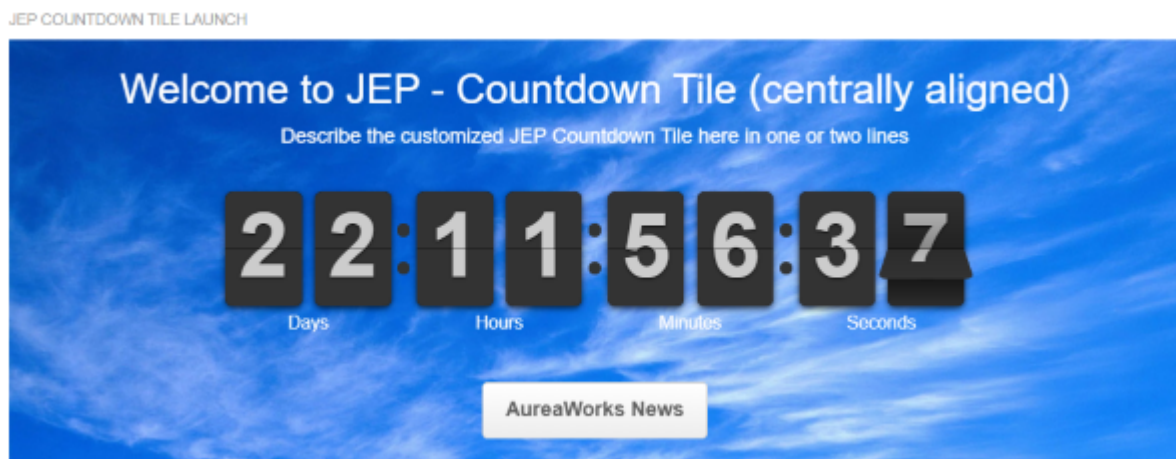 JEP COUNTDOWN TILE LAUNCH
Welcome to JEP - Countdown Tile (centrally aligned)
Describe the customized JEP Countdown Tile here in one or two lines
22:11:56:37
Days Hours Minutes Seconds
AureaWorks News